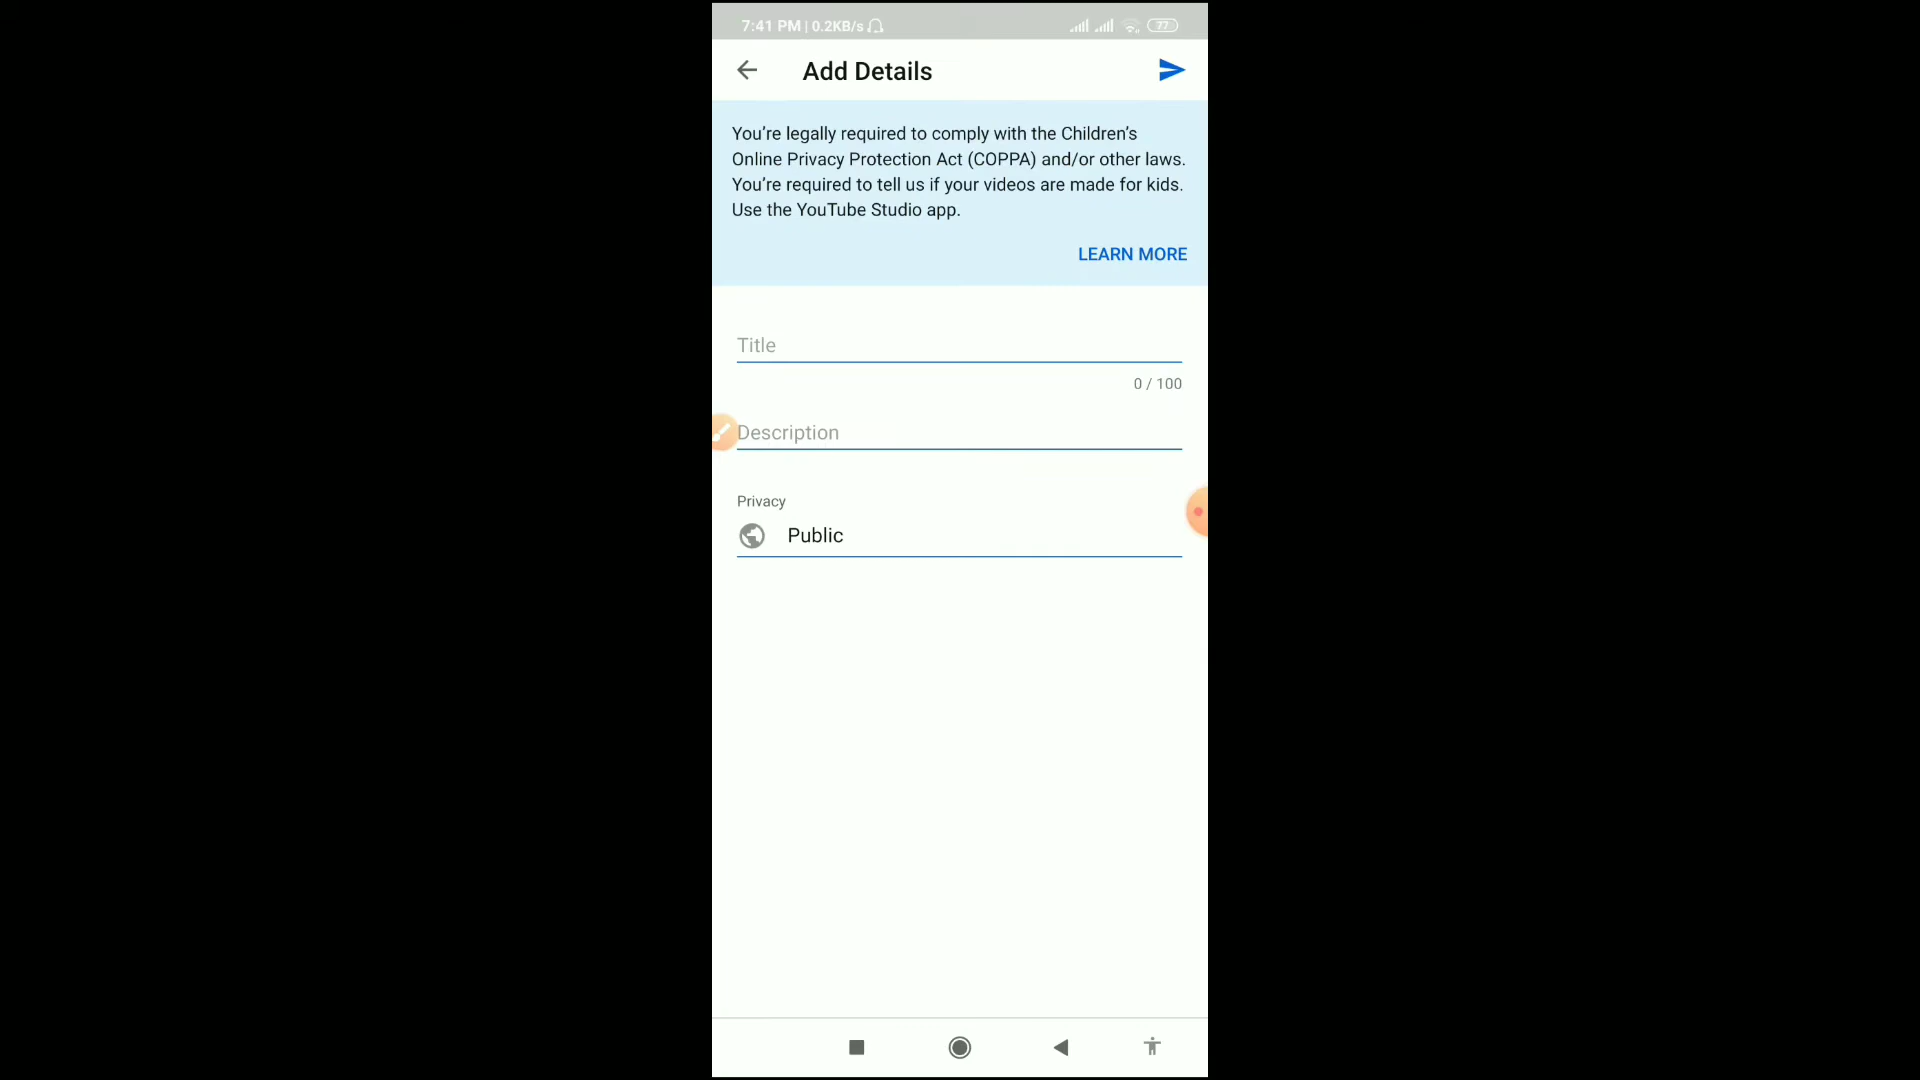 7:41 PM | 0.2KB/s 77
Add Details
You’re legally required to comply with the Children’s
Online Privacy Protection Act (COPPA) and/or other laws.
You’re required to tell us if your videos are made for kids.
Use the YouTube Studio app.
LEARN MORE
Title
0 / 100
Description
Privacy
Public